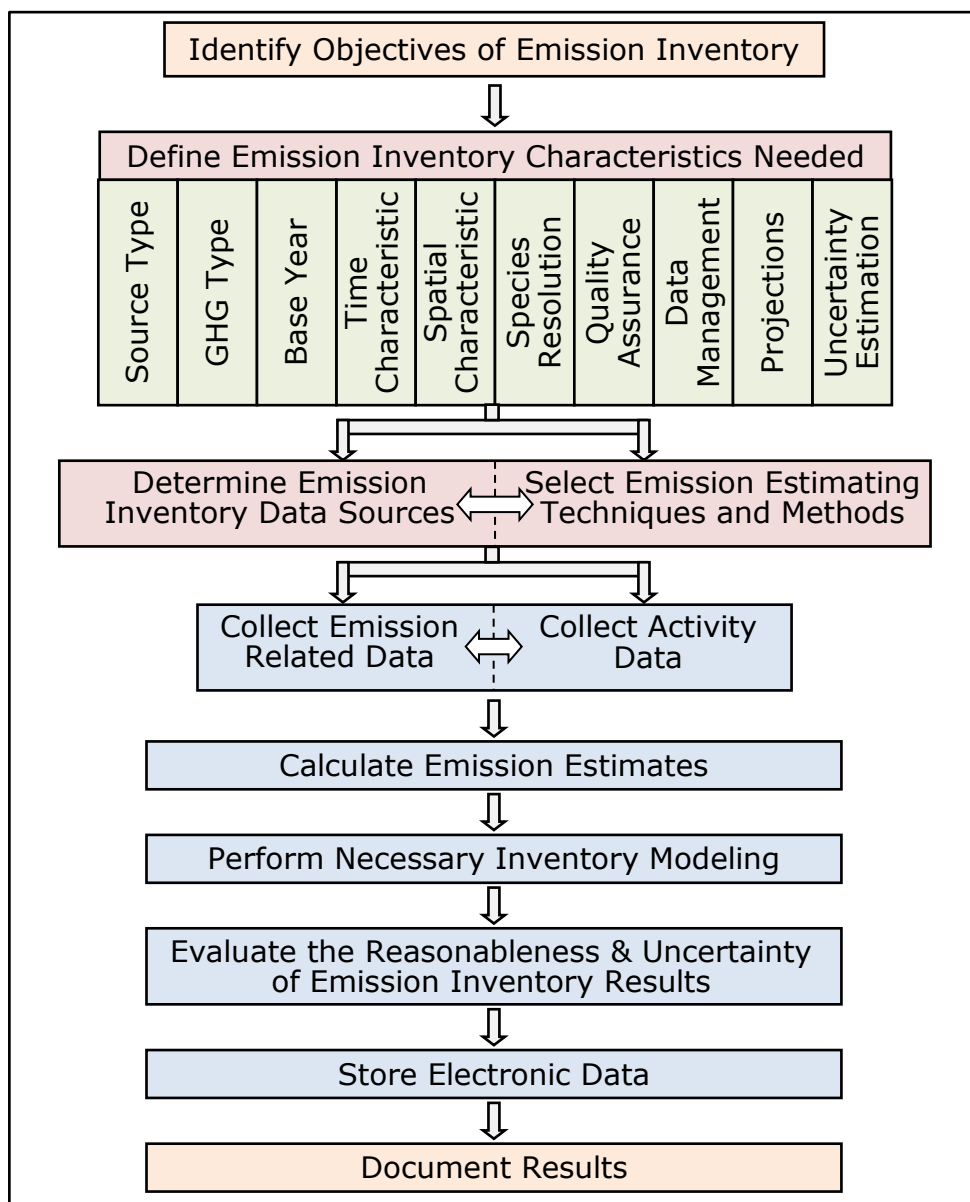 Identify Objectives of Emission Inventory
Define Emission Inventory Characteristics Needed
Source Type
GHG Type
Base Year
Time
Characteristic
Spatial
Characteristic
Species
Resolution
Quality
Assurance
Data
Management
Projections
Uncertainty
Estimation
Determine Emission
Inventory Data Sources
Select Emission Estimating
Techniques and Methods
Collect Emission
Related Data
Collect Activity
Data
Calculate Emission Estimates
Perform Necessary Inventory Modeling
Evaluate the Reasonableness & Uncertainty
of Emission Inventory Results
Store Electronic Data
Document Results